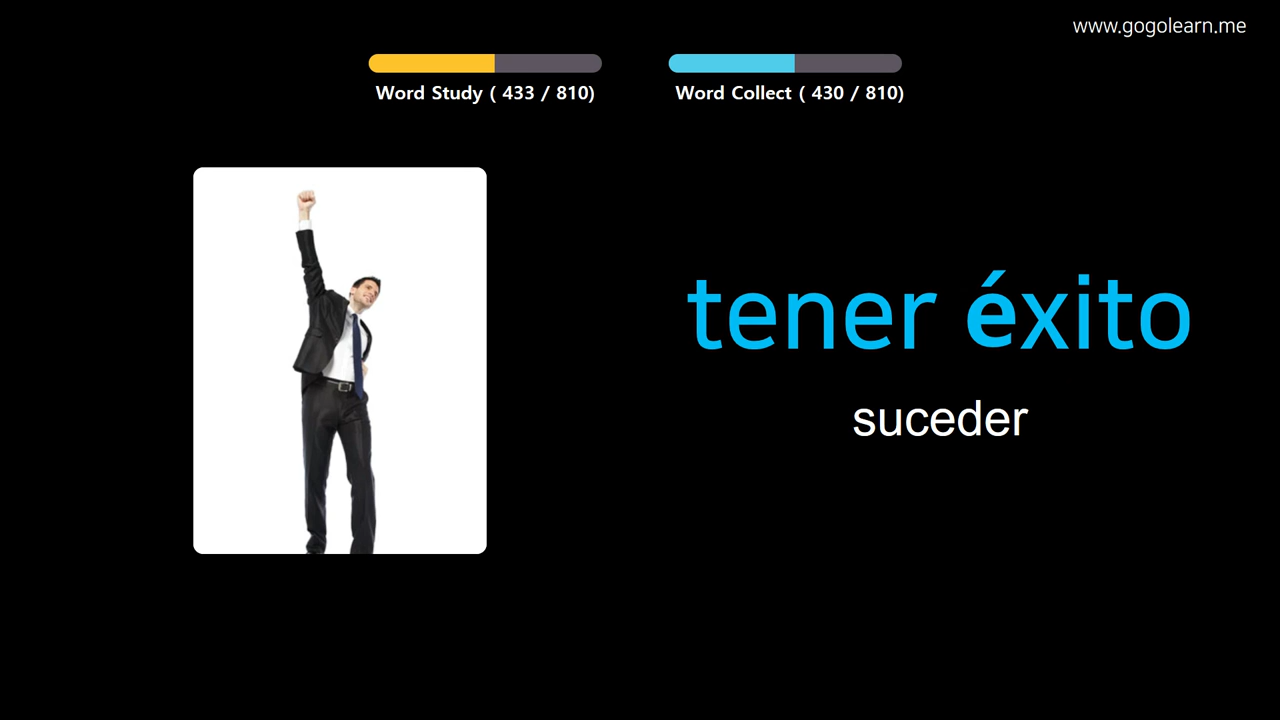 www.gogolearn.me
Word Study ( 433 / 810)
Word Collect ( 430 / 810)
tener éxito
suceder